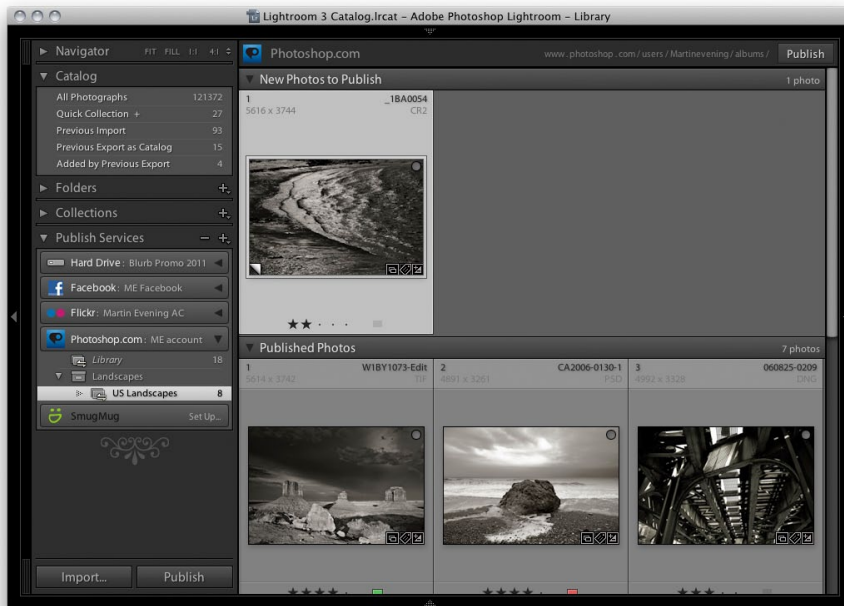 Lightroom 3 Catalog.lrcat – Adobe Photoshop Lightroom – Library
Navigator FIT FILL 1:1 4:1
Catalog
All Photographs 121372
Quick Collection + 27
Previous Import 93
Previous Export as Catalog 15
Added by Previous Export 4
Folders
Collections
Publish Services
Hard Drive: Blurb Promo 2011
Facebook: ME Facebook
Flickr: Martin Evening AC
Photoshop.com: ME account
Library 18
Landscapes
US Landscapes 8
SmugMug Set Up...
Import...
Publish
Photoshop.com www.photoshop.com/users/Martinevening/albums/ Publish
New Photos to Publish 1 photo
1 _1BA0054
5616 x 3744 CR2
Published Photos 7 photos
1 W1BY1073-Edit
5614 x 3742 TIF
2 CA2006-0130-1
4893 x 3261 PSD
3 060825-0209
4992 x 3328 DNG